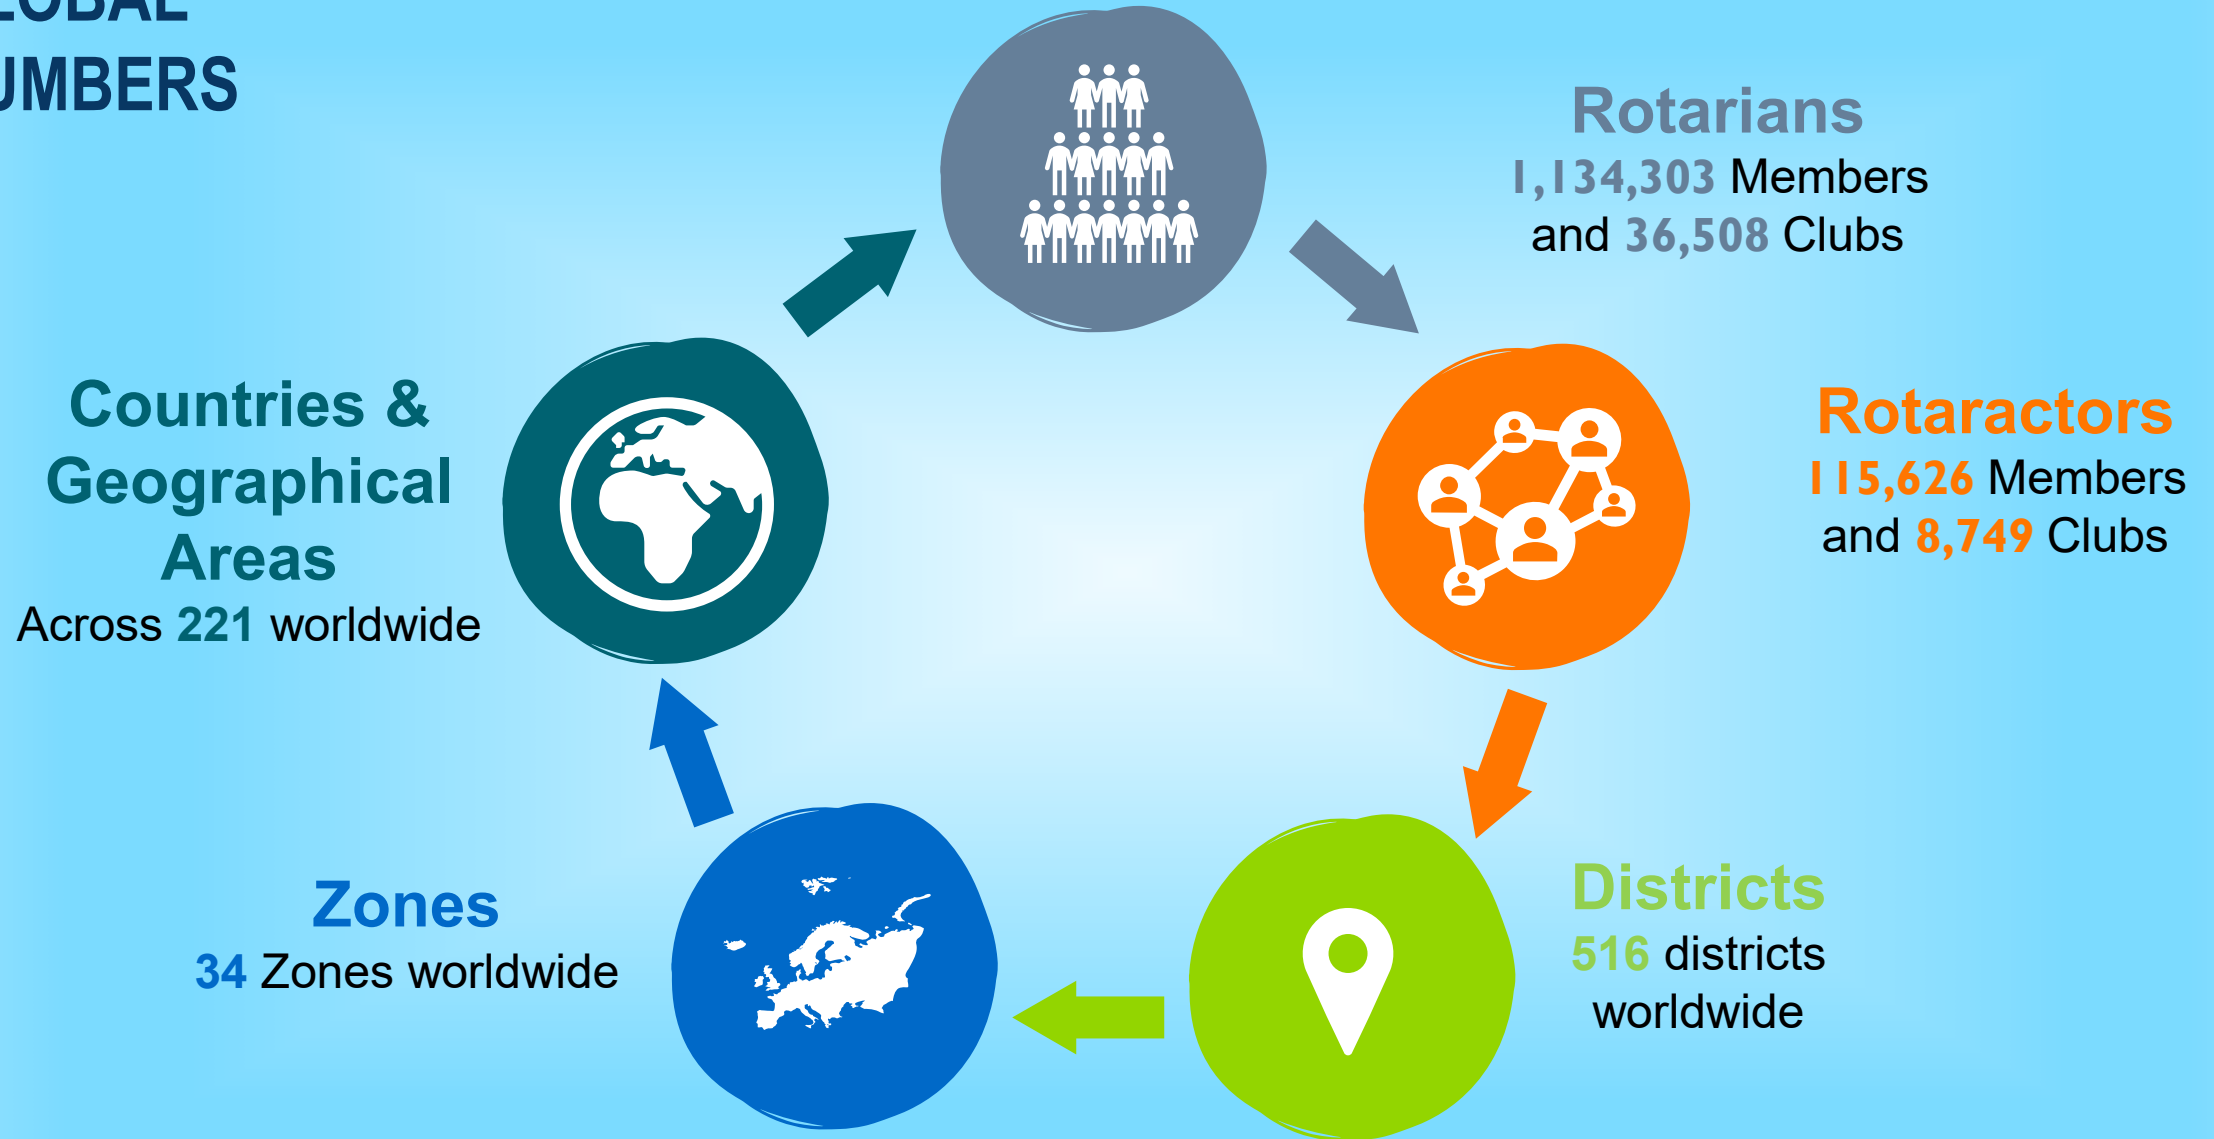 LOBAL
UMBERS
Rotarians
1,134,303 Members
and 36,508 Clubs
Countries &
Geographical
Areas
Across 221 worldwide
Rotaractors
115,626 Members
and 8,749 Clubs
Zones
34 Zones worldwide
Districts
516 districts
worldwide